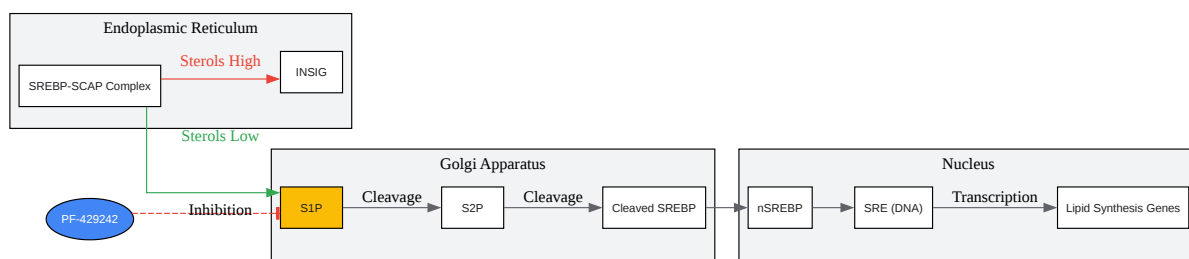 Endoplasmic Reticulum
Sterols High
INSIG
SREBP-SCAP Complex
Sterols Low
Golgi Apparatus
Nucleus
PF-429242
Inhibition
S1P
Cleavage
S2P
Cleavage
Cleaved SREBP
nSREBP
SRE (DNA)
Transcription
Lipid Synthesis Genes